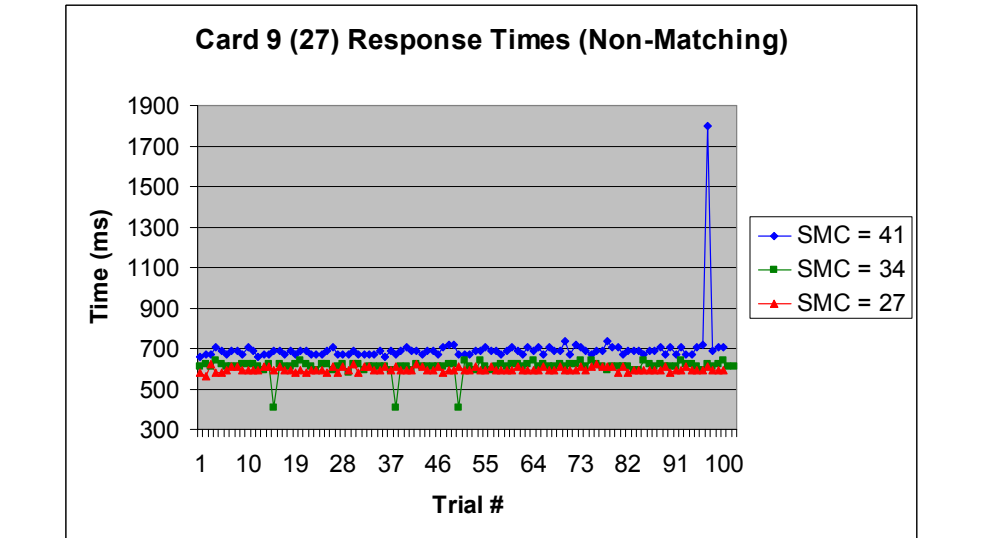 Card 9 (27) Response Times (Non-Matching)
1900
1700
1500
1300
1100
900
700
500
300
Time (ms)
1 10 19 28 37 46 55 64 73 82 91 100
Trial #
SMC = 41
SMC = 34
SMC = 27